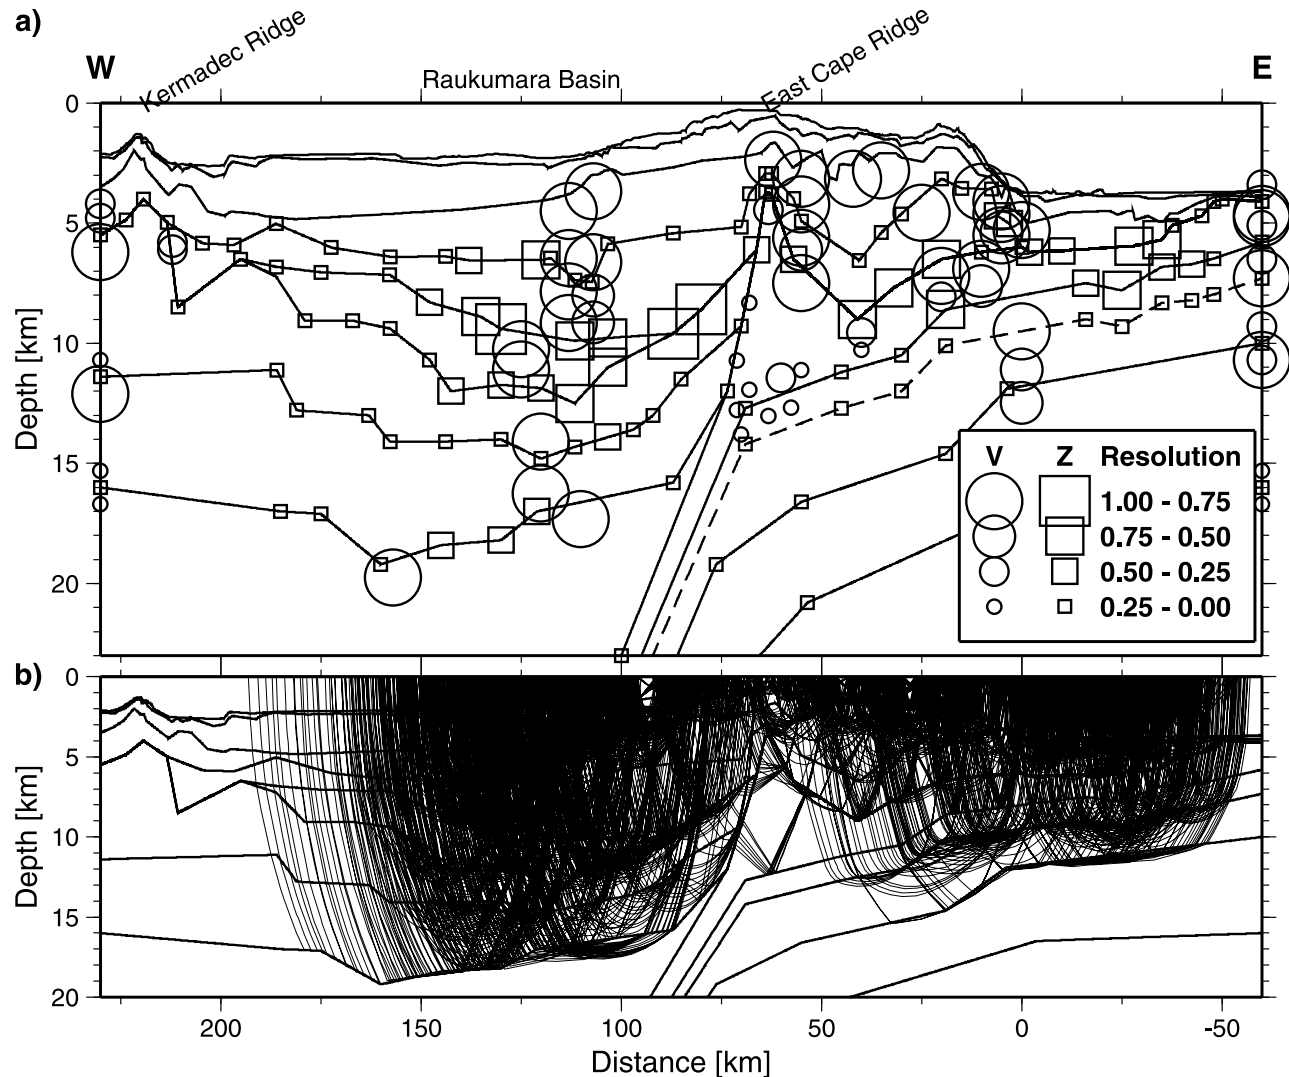 a)
Kermadec Ridge
Raukumara Basin
East Cape Ridge
W
E
0
5
10
15
20
Depth [km]
V Z Resolution
1.00 - 0.75
0.75 - 0.50
0.50 - 0.25
0.25 - 0.00
b)
0
5
10
15
20
Depth [km]
200 150 100 50 0 -50
Distance [km]